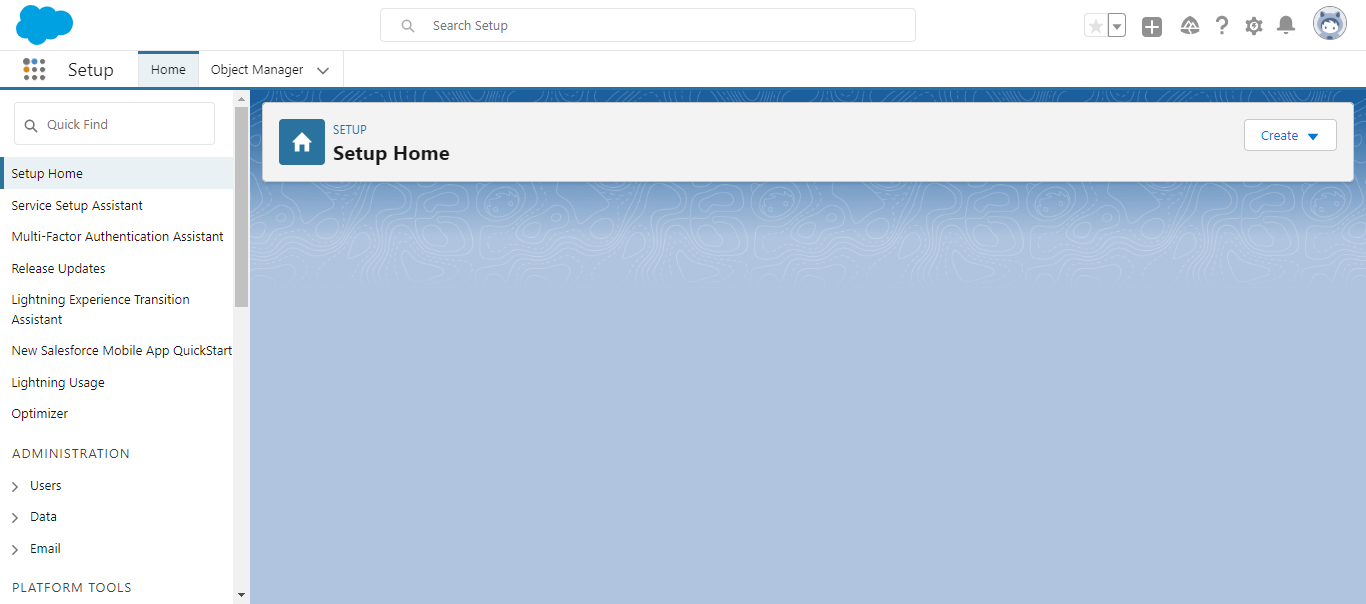 Search Setup
Setup
Home
Object Manager
Quick Find
Setup Home
Service Setup Assistant
Multi-Factor Authentication Assistant
Release Updates
Lightning Experience Transition
Assistant
New Salesforce Mobile App QuickStart
Lightning Usage
Optimizer
ADMINISTRATION
Users
Data
Email
PLATFORM TOOLS
SETUP
Setup Home
Create